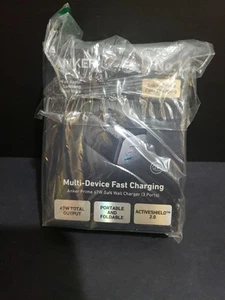 ANKER
Multi-Device Fast Charging
Anker Prime 67W GaN Wall Charger (3 Ports)
67W TOTAL
OUTPUT
PORTABLE
AND
FOLDABLE
ACTIVESHIELD™
2.0